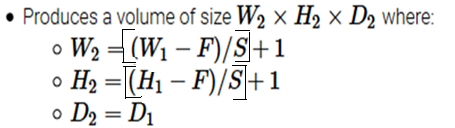 • Produces a volume of size W₂ × H₂ × D₂ where:
○ W₂ = ⌈(W₁ − F)/S⌉ + 1
○ H₂ = ⌈(H₁ − F)/S⌉ + 1
○ D₂ = D₁